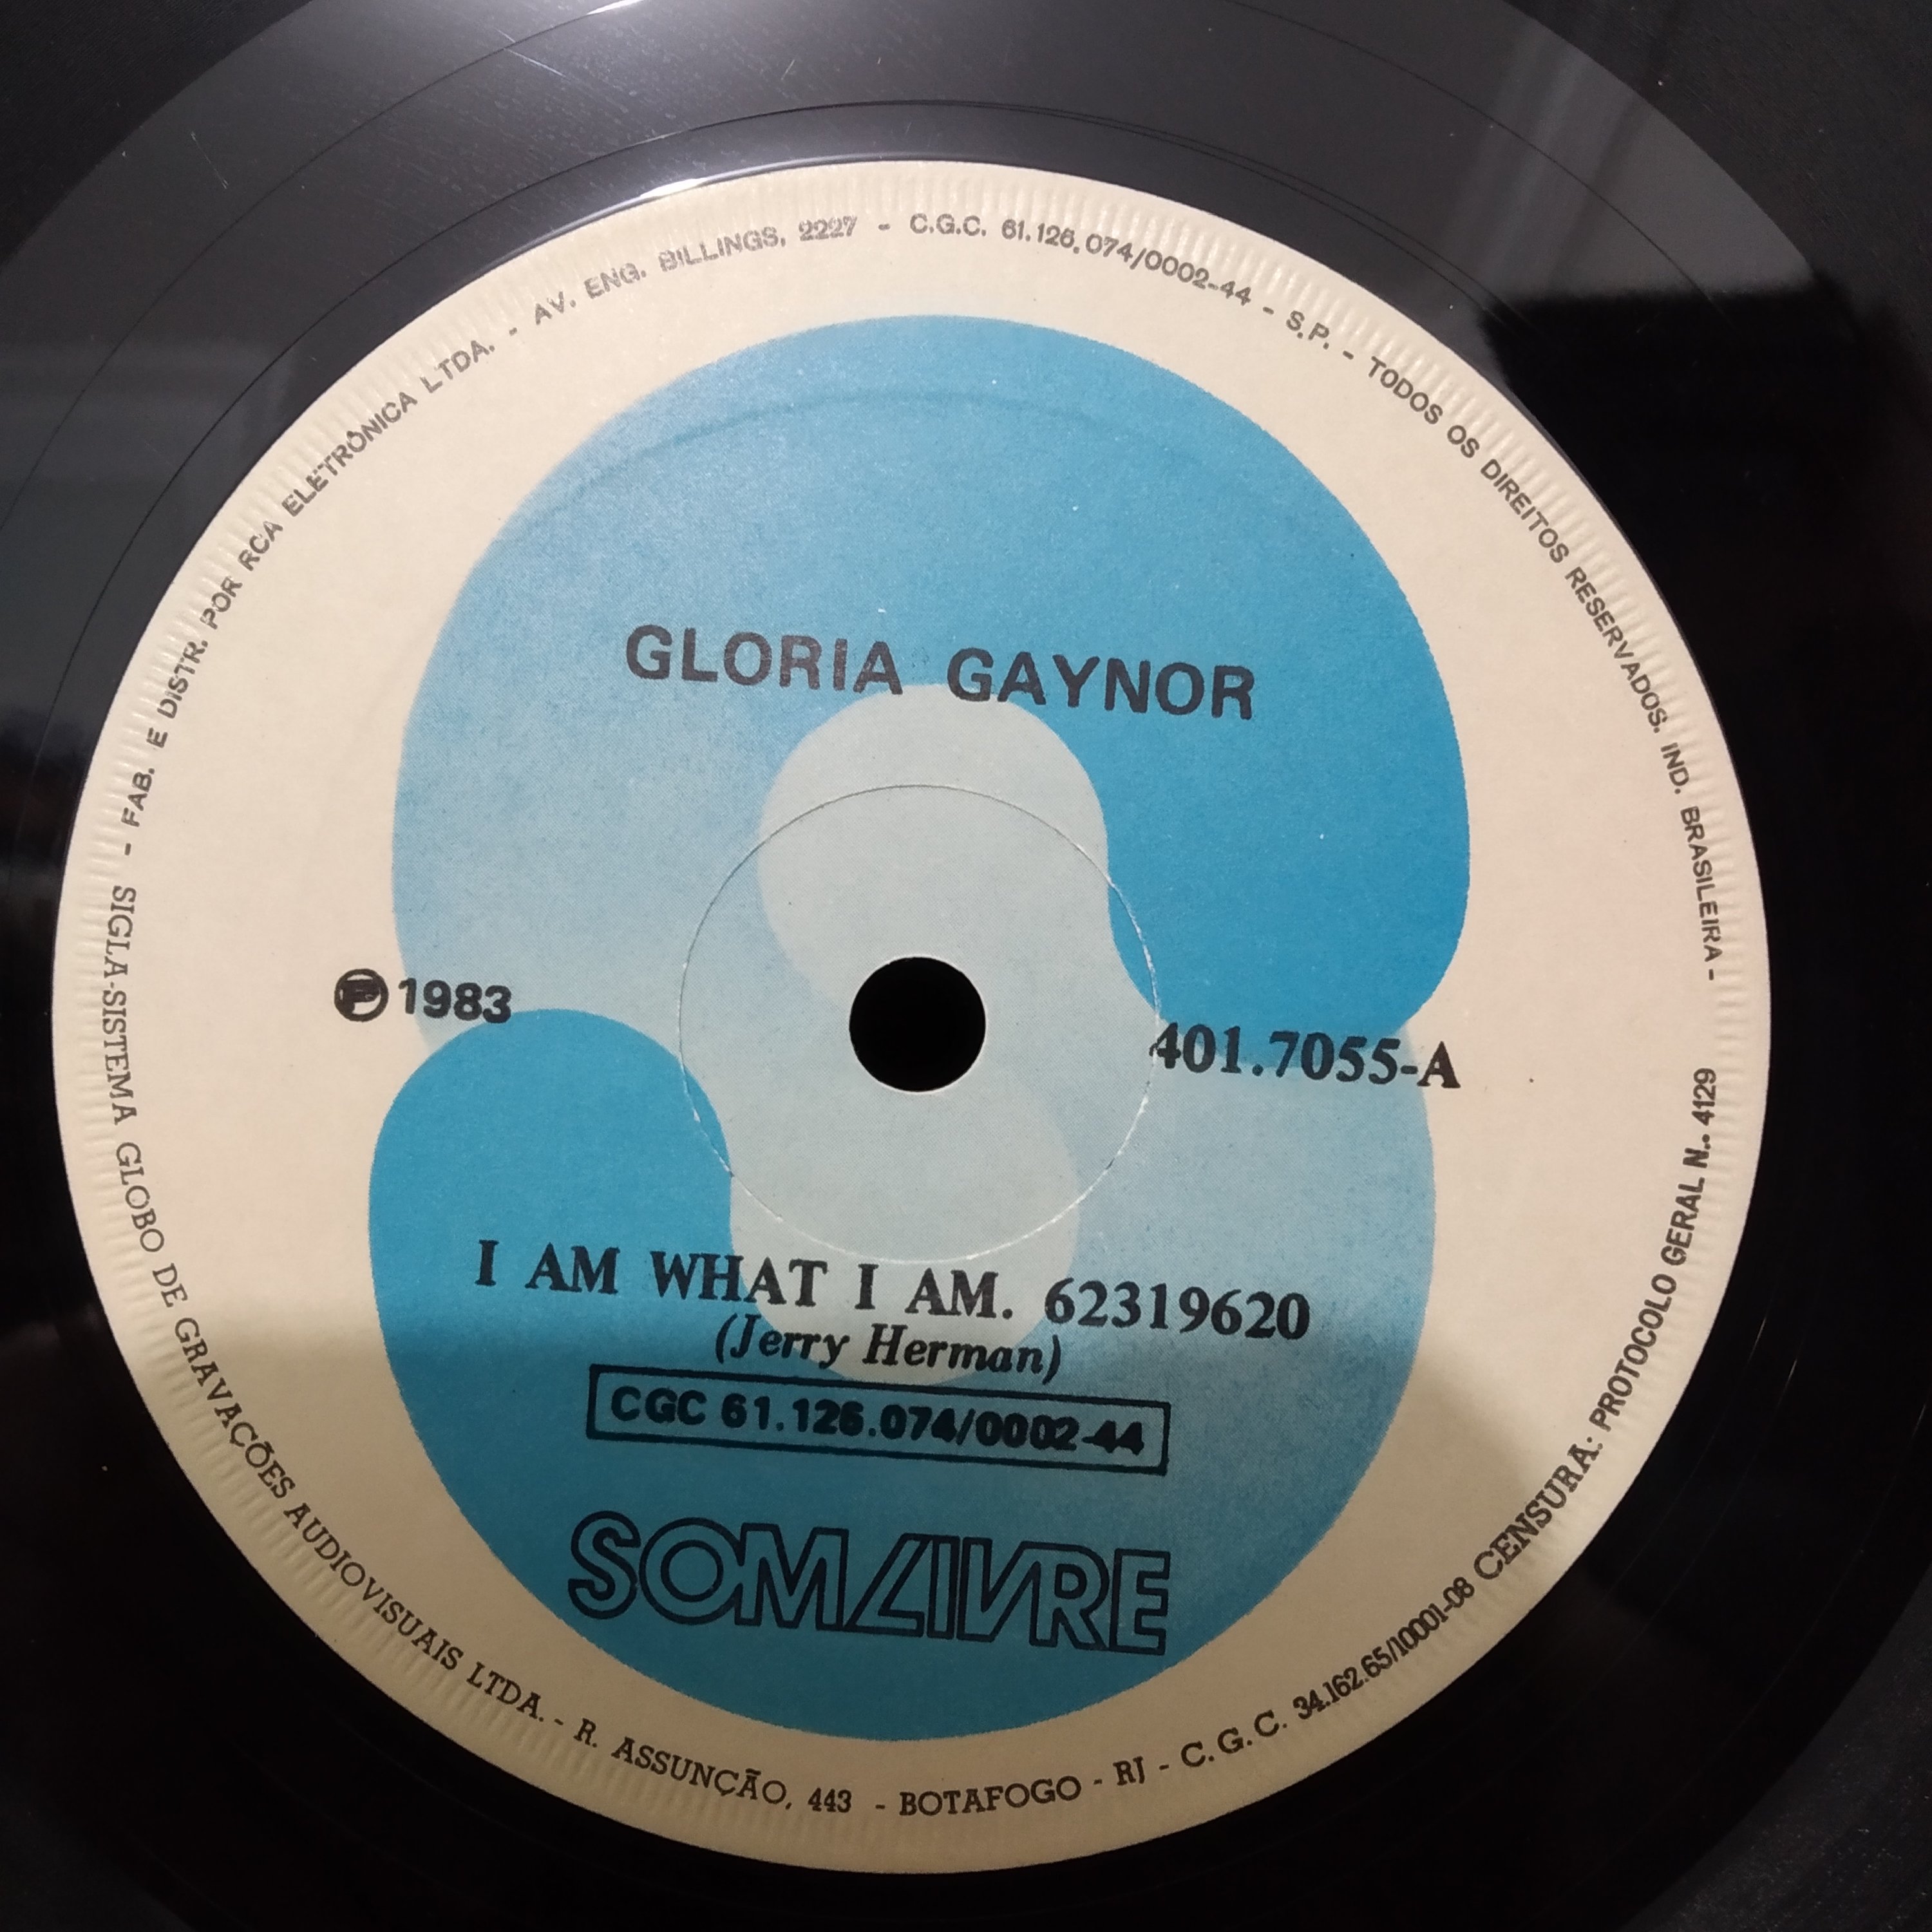 GLORIA GAYNOR
℗ 1983
401.7055-A
I AM WHAT I AM. 62319620
(Jerry Herman)
CGC 61.126.074/0002-44
SOM LIVRE
SIGLA-SISTEMA GLOBO DE GRAVAÇÕES AUDIOVISUAIS LTDA. - R. ASSUNÇÃO, 443 - BOTAFOGO - RJ - C.G.C. 34.162.65/10001-08 CENSURA: PROTOCOLO GERAL N.. 4129
- FAB. E DISTR. POR RCA ELETRÔNICA LTDA. - AV. ENG. BILLINGS, 2227 - C.G.C. 61.126.074/0002-44 - S.P. - TODOS OS DIREITOS RESERVADOS. IND. BRASILEIRA -